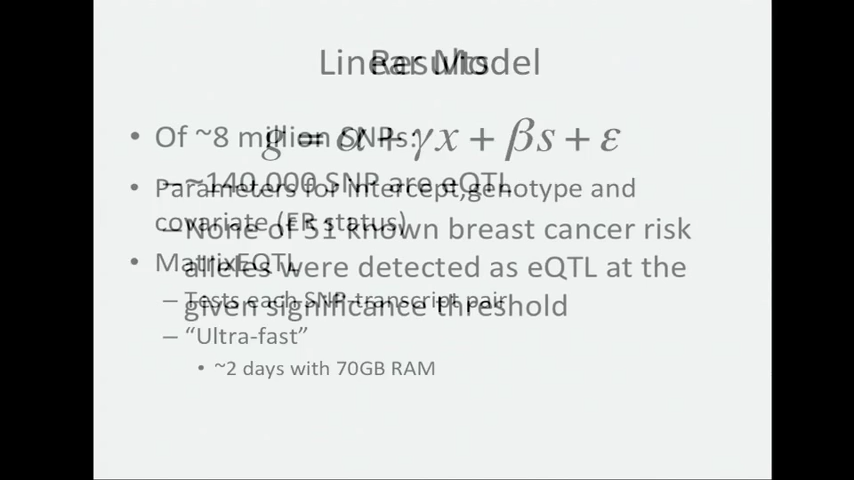 Linear Model
g = α + γx + βs + ε
• Parameters for intercept,genotype and
covariate (ER status)
• MatrixEQTL
– Tests each SNP-transcript pair
– “Ultra-fast”
• ~2 days with 70GB RAM
Results
• Of ~8 million SNPs:
– ~140,000 SNP are eQTL
– None of 51 known breast cancer risk
alleles were detected as eQTL at the
given significance threshold